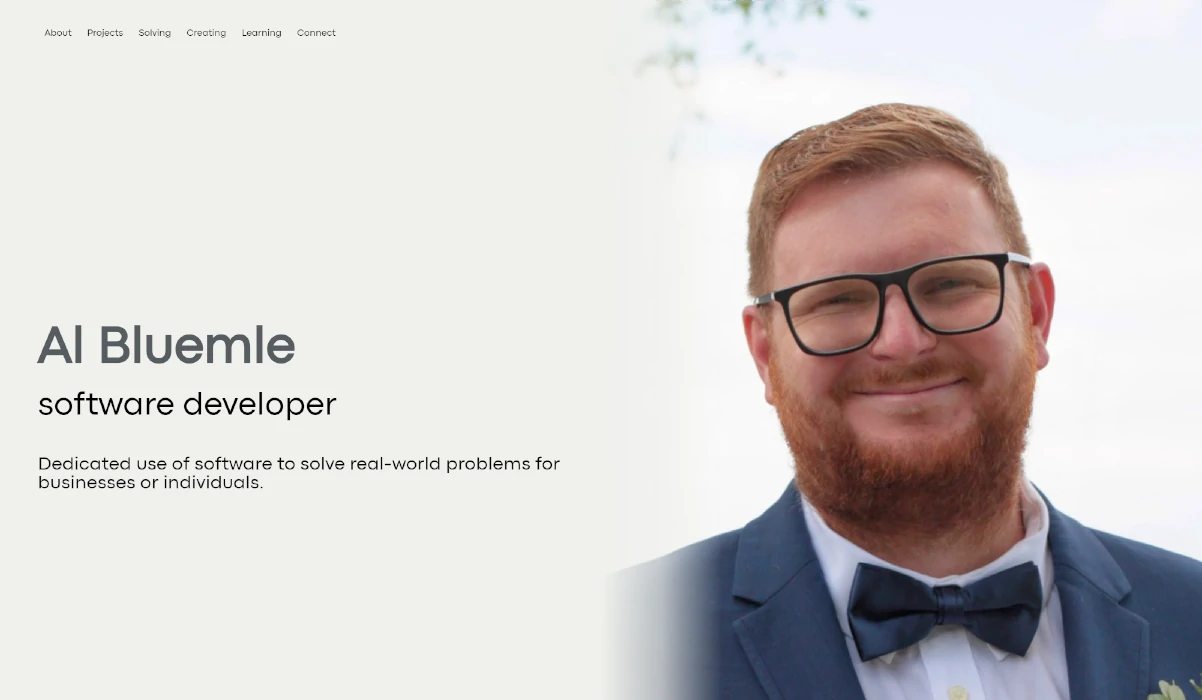 About Projects Solving Creating Learning Connect
Al Bluemle
software developer
Dedicated use of software to solve real-world problems for
businesses or individuals.